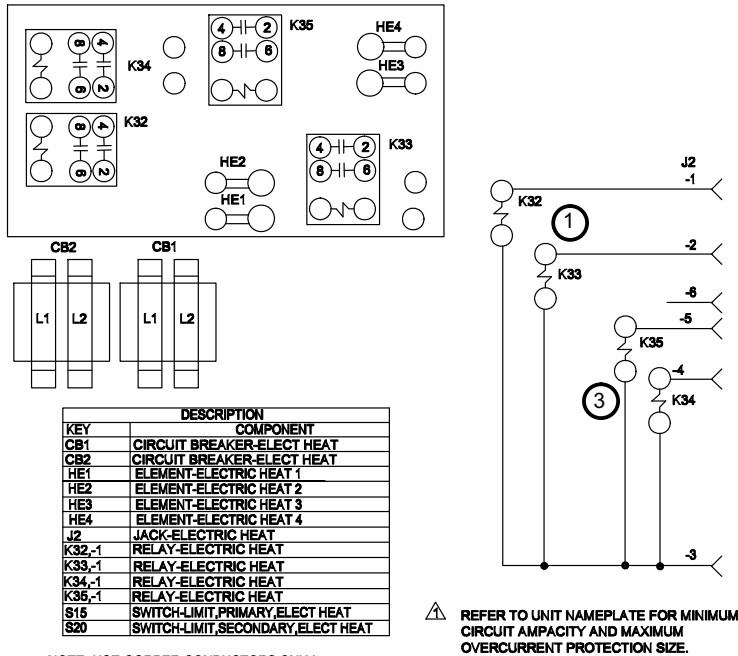 K35
HE4
4 2
8 6
K34
8 4
6 2
HE3
K32
8 4
6 2
K33
4 2
8 6
HE2
HE1
CB2 CB1
L1 L2 L1 L2
J2
-1
K32
1
-2
K33
-6
-5
K35
-4
3
K34
-3
DESCRIPTION
KEY COMPONENT
CB1 CIRCUIT BREAKER-ELECT HEAT
CB2 CIRCUIT BREAKER-ELECT HEAT
HE1 ELEMENT-ELECTRIC HEAT 1
HE2 ELEMENT-ELECTRIC HEAT 2
HE3 ELEMENT-ELECTRIC HEAT 3
HE4 ELEMENT-ELECTRIC HEAT 4
J2 JACK-ELECTRIC HEAT
K32,-1 RELAY-ELECTRIC HEAT
K33,-1 RELAY-ELECTRIC HEAT
K34,-1 RELAY-ELECTRIC HEAT
K35,-1 RELAY-ELECTRIC HEAT
S15 SWITCH-LIMIT,PRIMARY,ELECT HEAT
S20 SWITCH-LIMIT,SECONDARY,ELECT HEAT
1 REFER TO UNIT NAMEPLATE FOR MINIMUM
CIRCUIT AMPACITY AND MAXIMUM
OVERCURRENT PROTECTION SIZE.